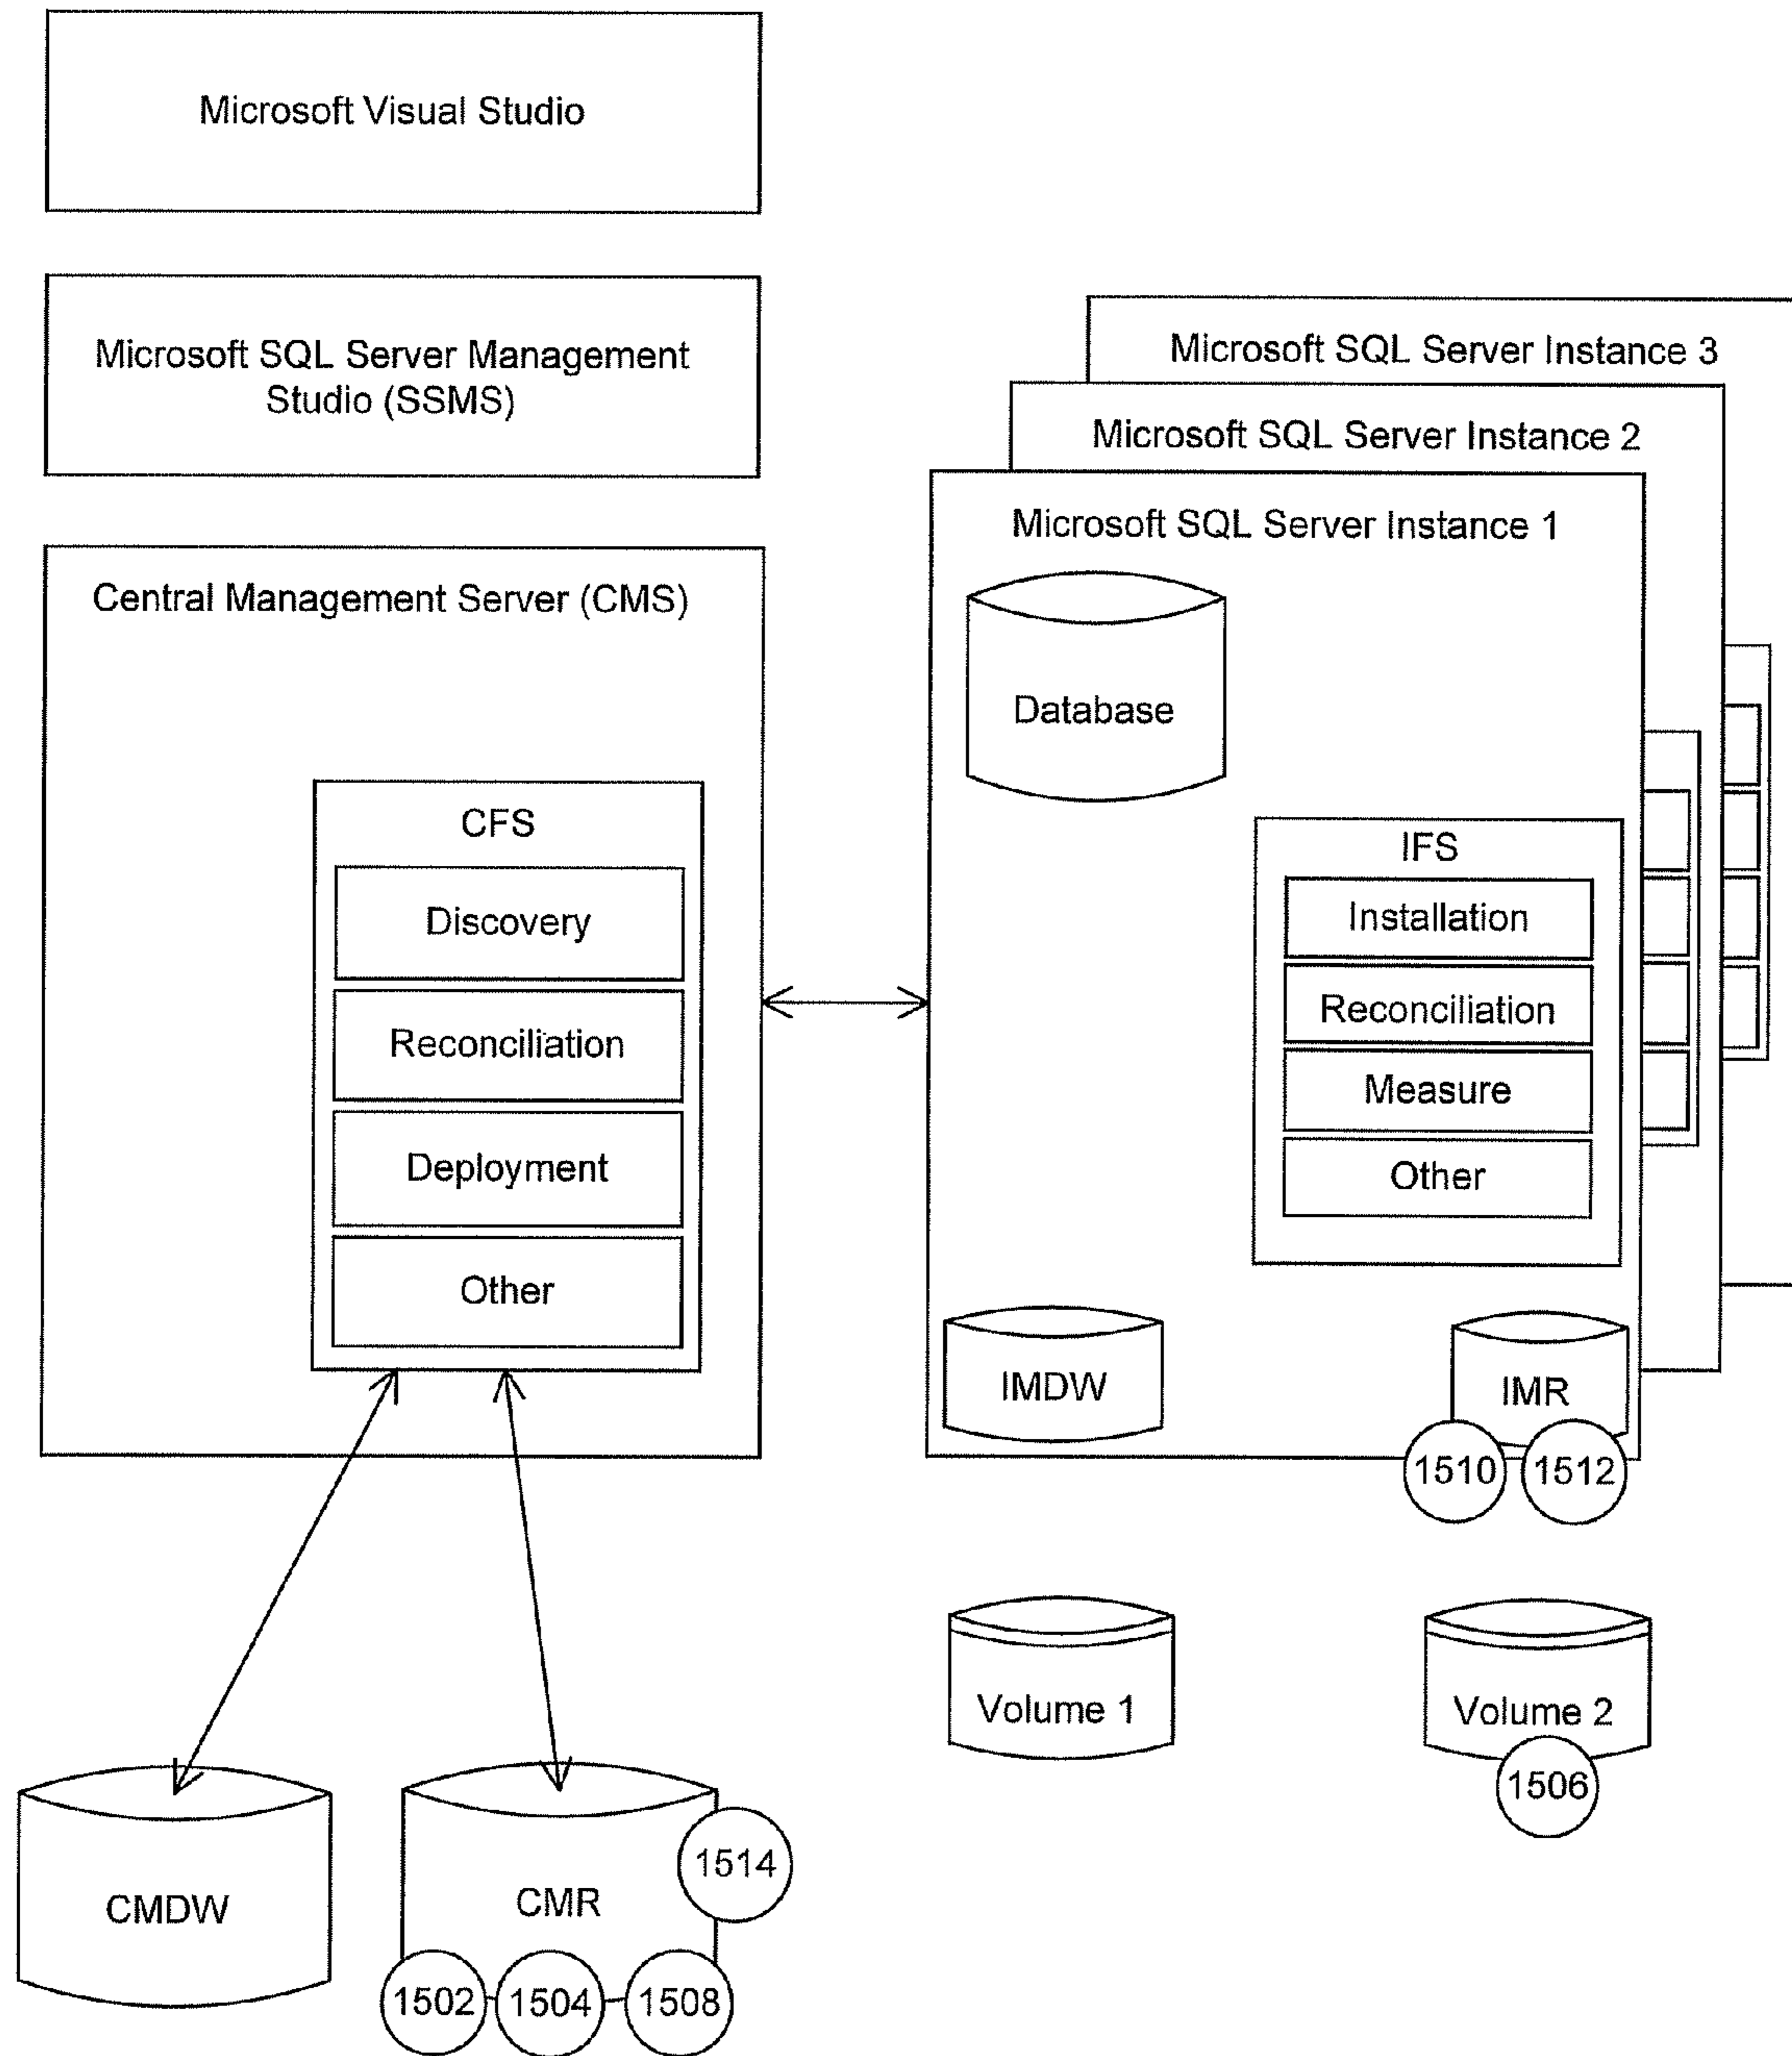 Microsoft Visual Studio
Microsoft SQL Server Management
Studio (SSMS)
Central Management Server (CMS)
CFS
Discovery
Reconciliation
Deployment
Other
CMDW
CMR
1514
1502
1504
1508
Microsoft SQL Server Instance 3
Microsoft SQL Server Instance 2
Microsoft SQL Server Instance 1
Database
IFS
Installation
Reconciliation
Measure
Other
IMDW
IMR
1510
1512
Volume 1
Volume 2
1506